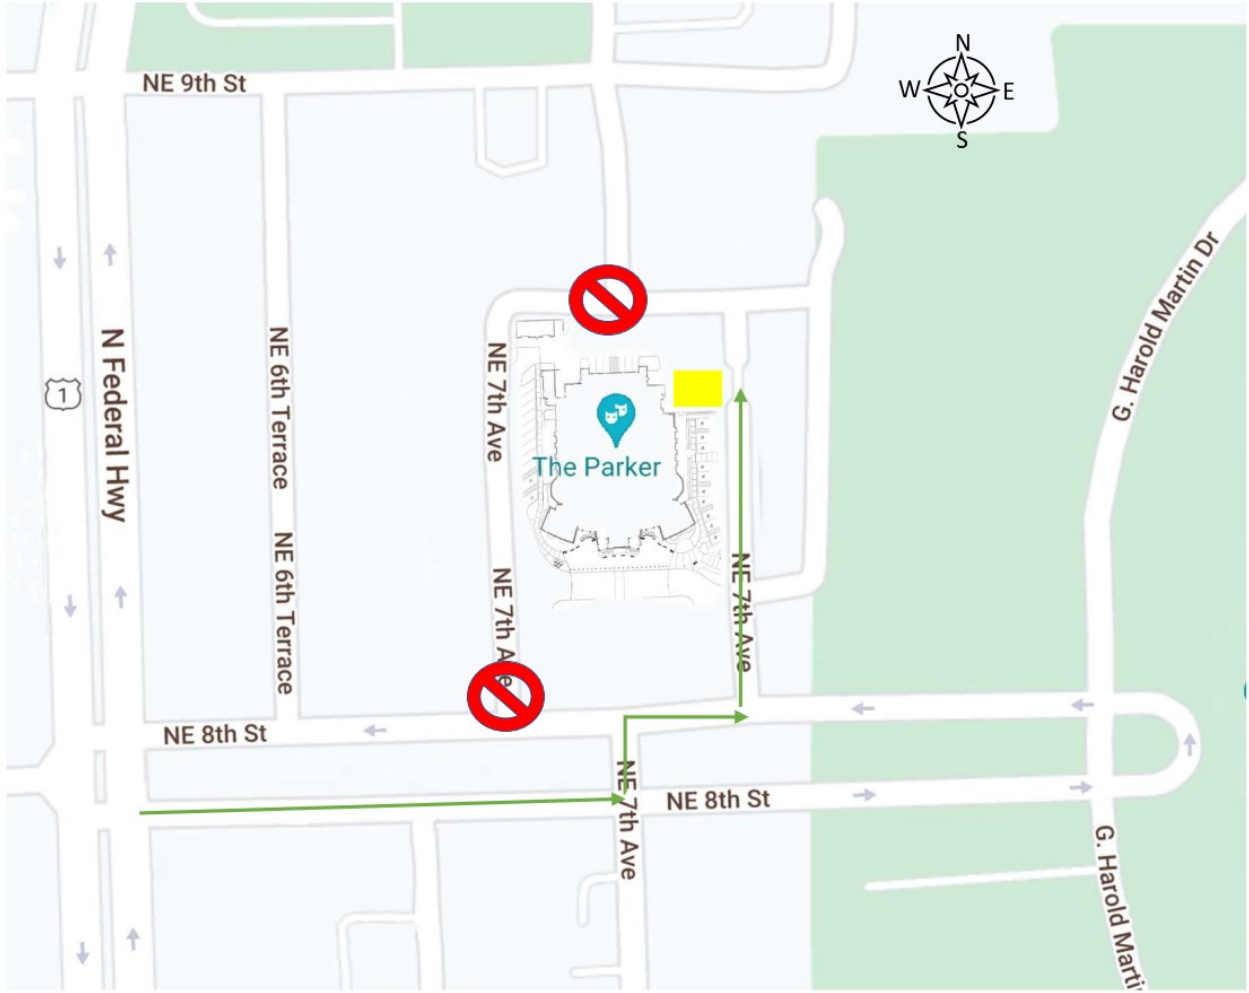 N
NE 9th St
W
E
S
G. Harold Martin Dr
N Federal Hwy
NE 6th Terrace
NE 7th Ave
1
The Parker
NE 6th Terrace
NE 7th Ave
NE 7th Ave
NE 8th St
NE 7th Ave
NE 8th St
G. Harold Marti